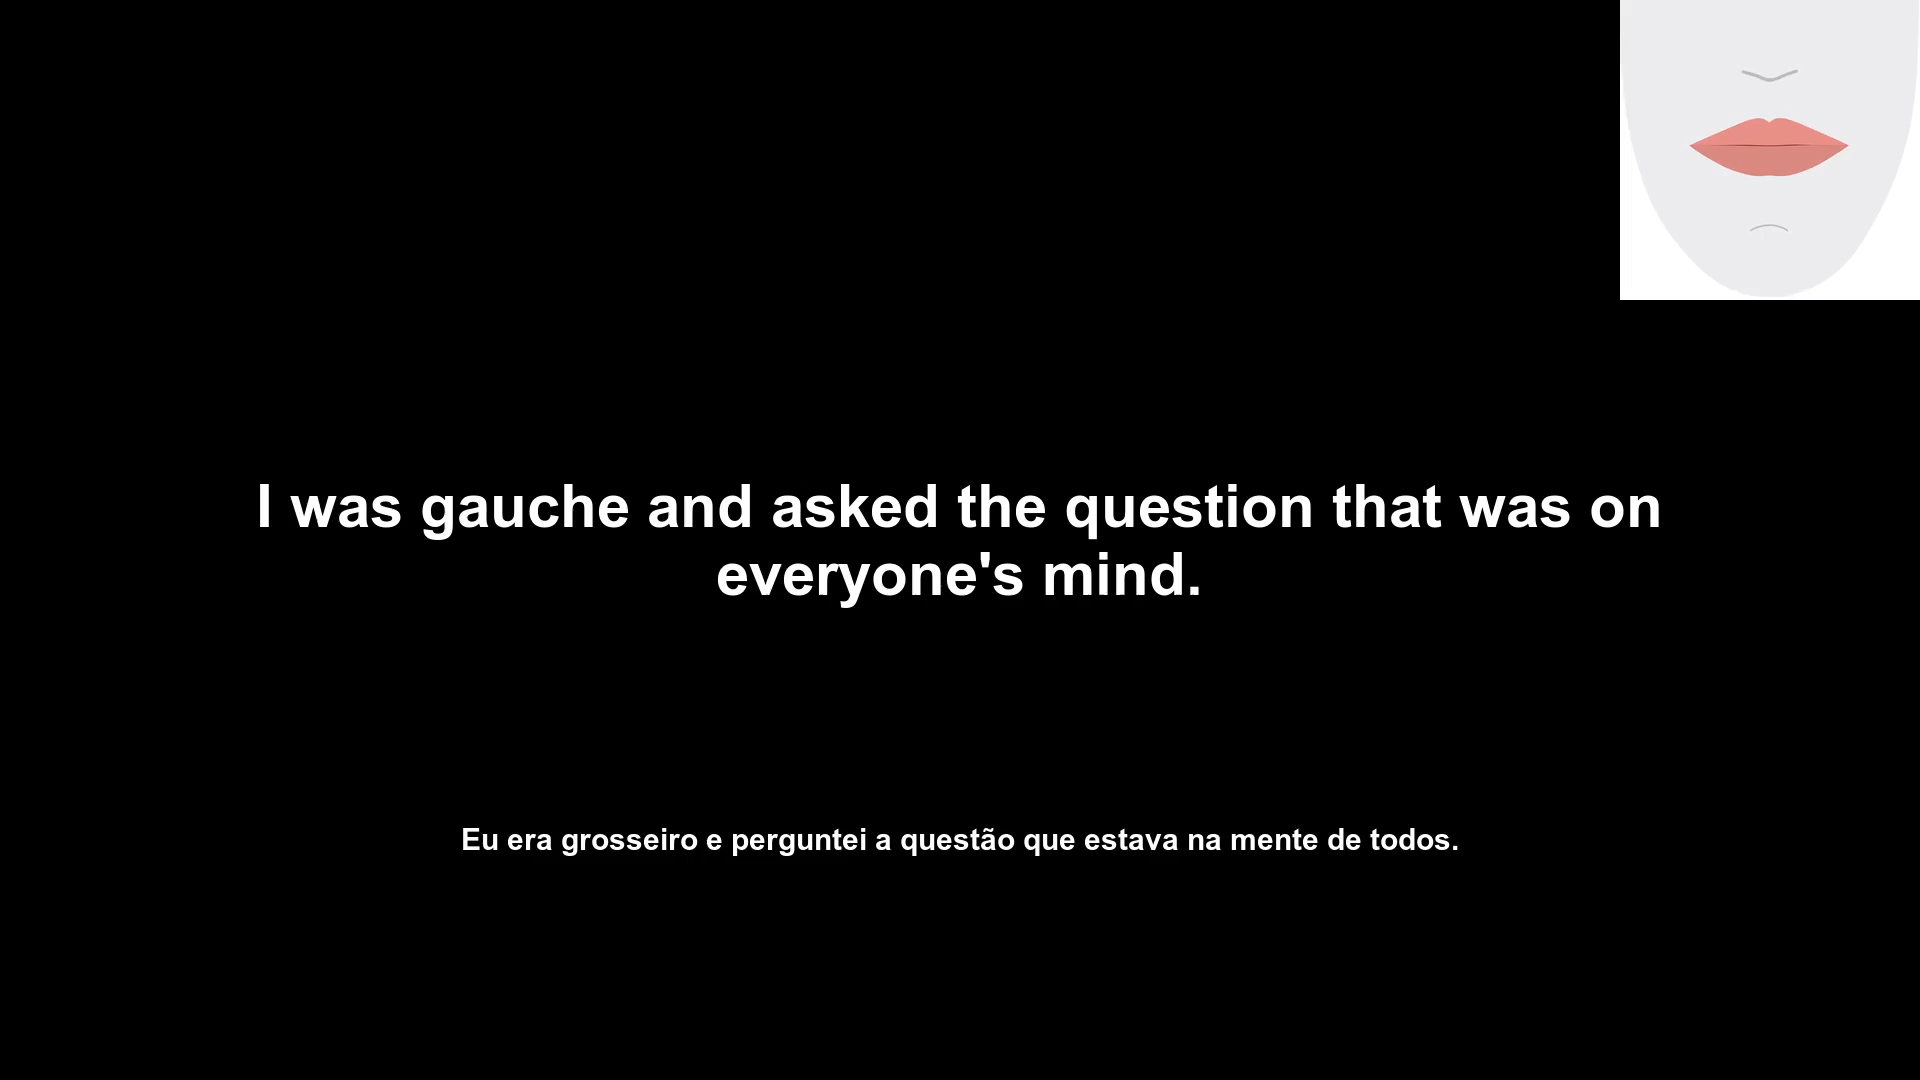 I was gauche and asked the question that was on
everyone's mind.
Eu era grosseiro e perguntei a questão que estava na mente de todos.